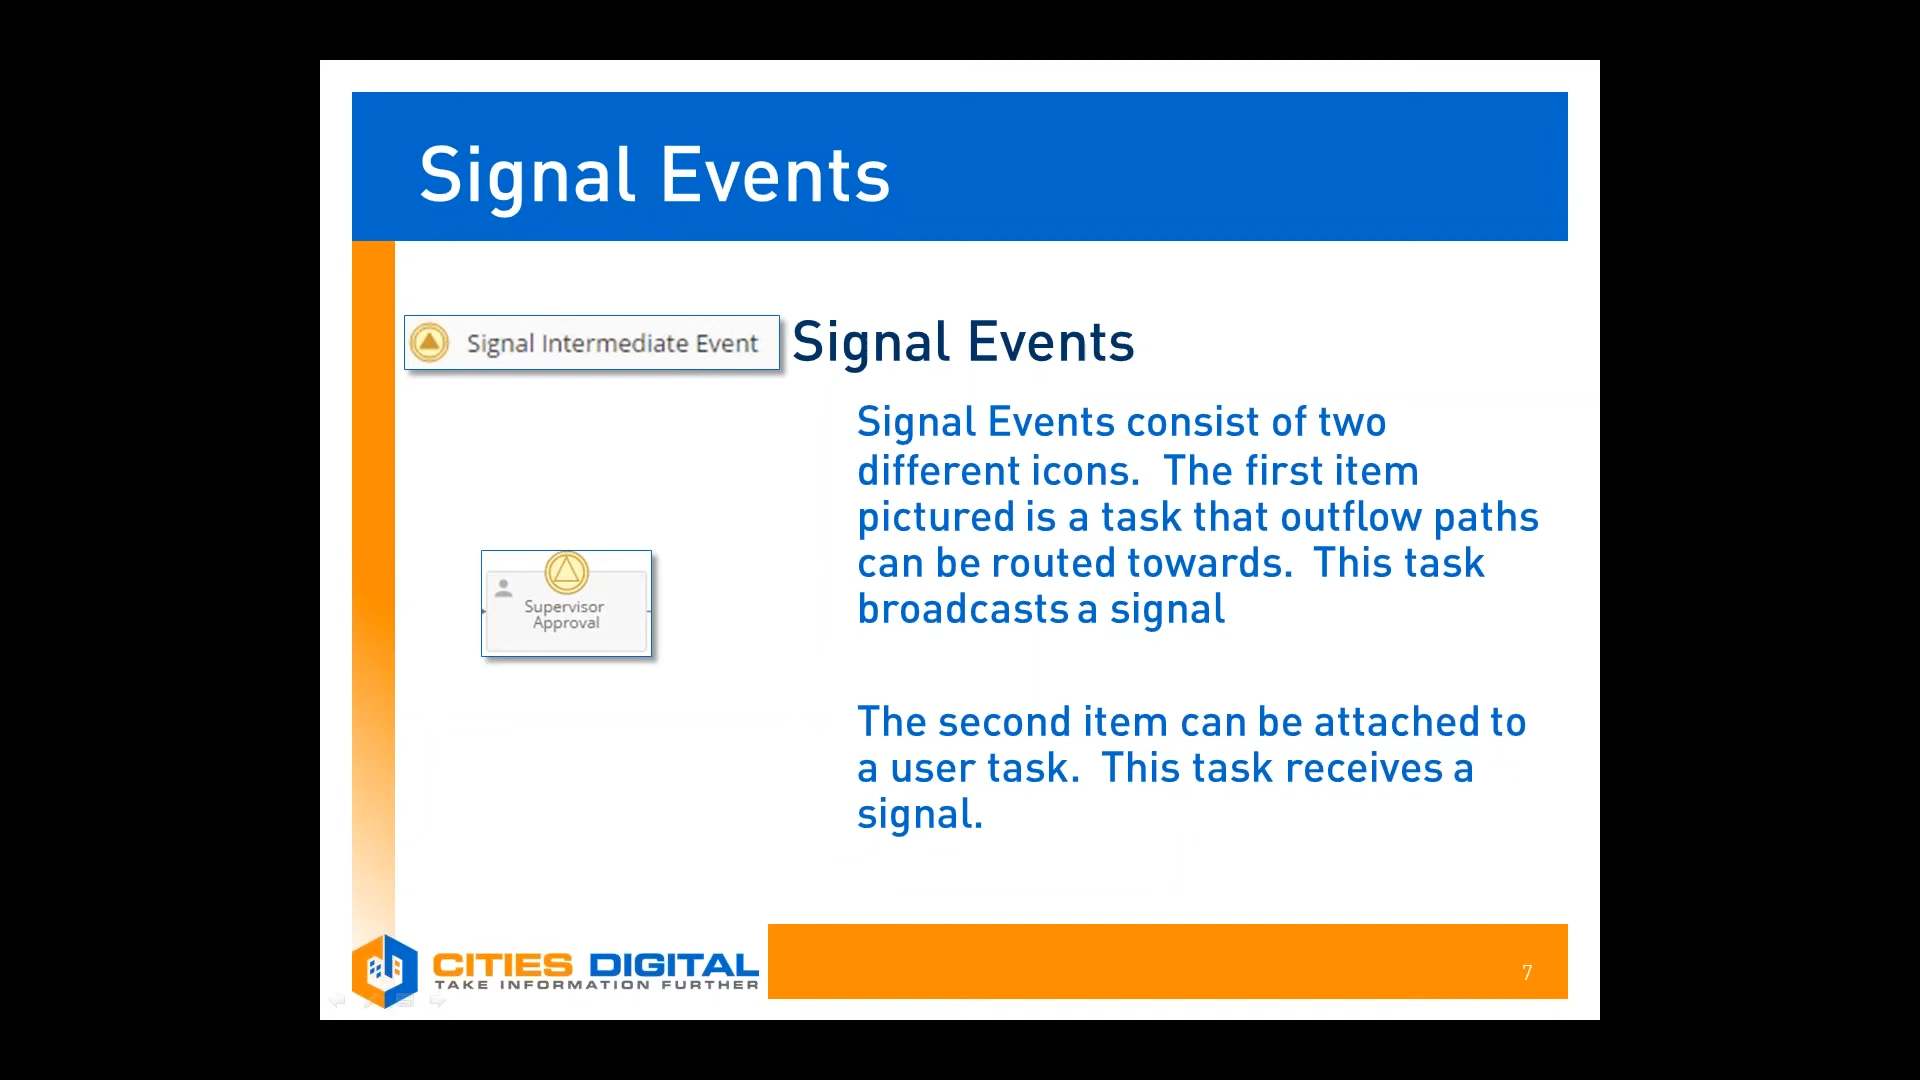 Signal Events
Signal Intermediate Event
Signal Events
Signal Events consist of two
different icons.  The first item
pictured is a task that outflow paths
can be routed towards.  This task
broadcasts a signal
Supervisor
Approval
The second item can be attached to
a user task.  This task receives a
signal.
CITIES DIGITAL
TAKE INFORMATION FURTHER
7